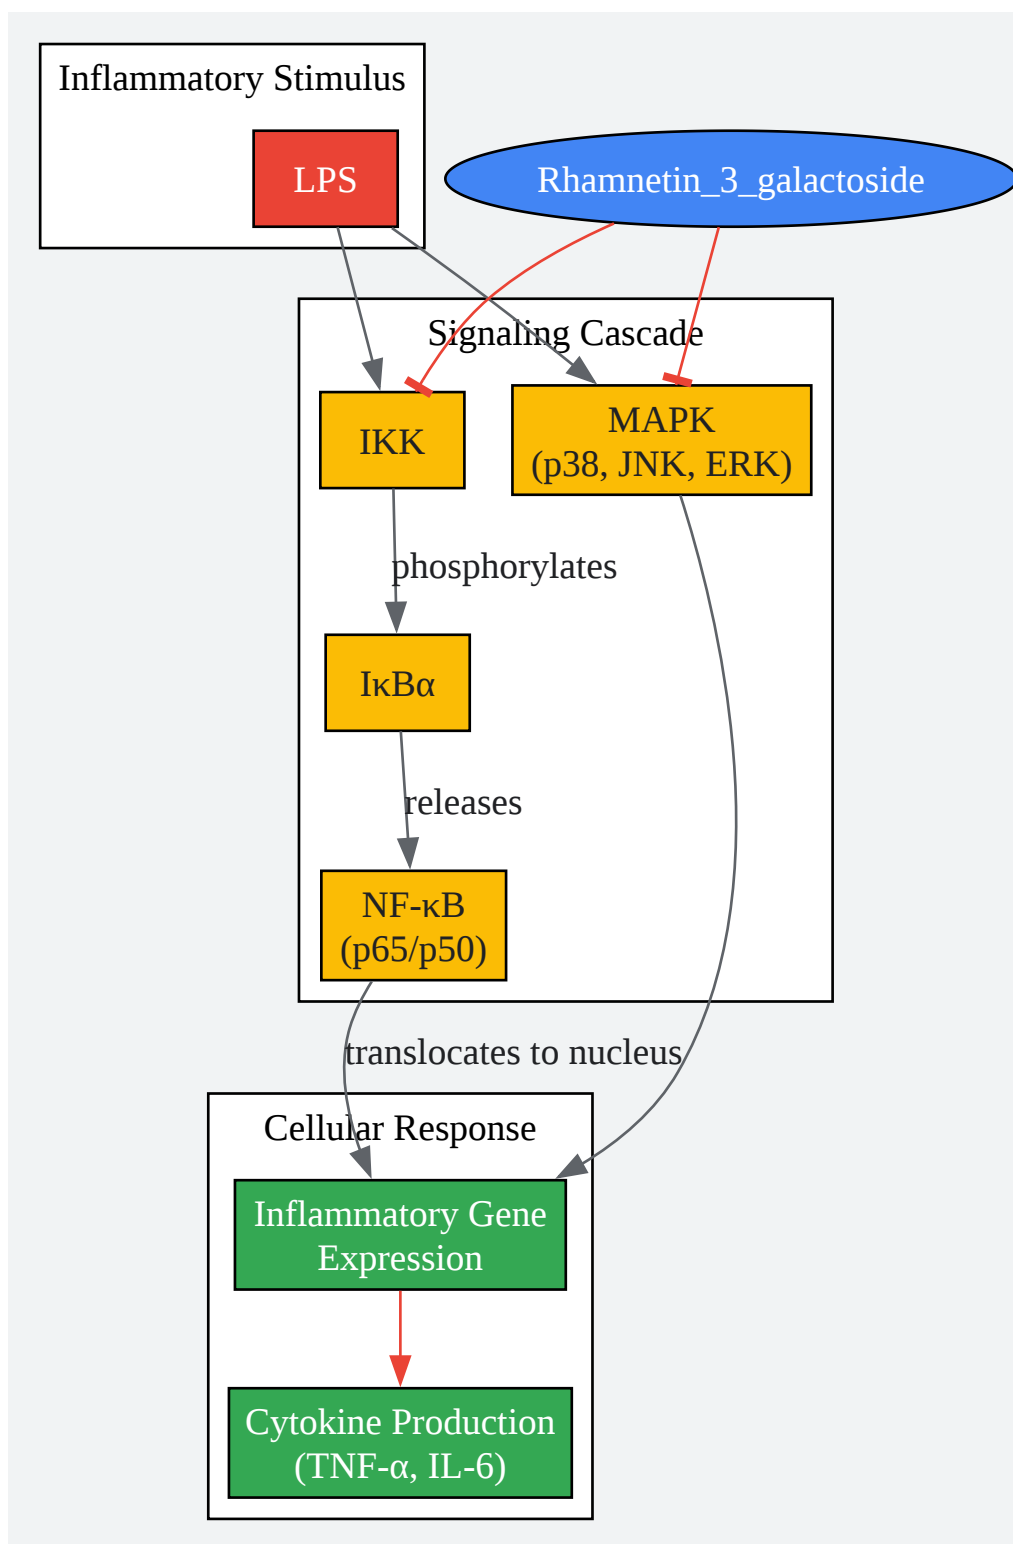 Inflammatory Stimulus
LPS
Rhamnetin_3_galactoside
Signaling Cascade
IKK
MAPK
(p38, JNK, ERK)
phosphorylates
IκBα
releases
NF-κB
(p65/p50)
translocates to nucleus
Cellular Response
Inflammatory Gene
Expression
Cytokine Production
(TNF-α, IL-6)